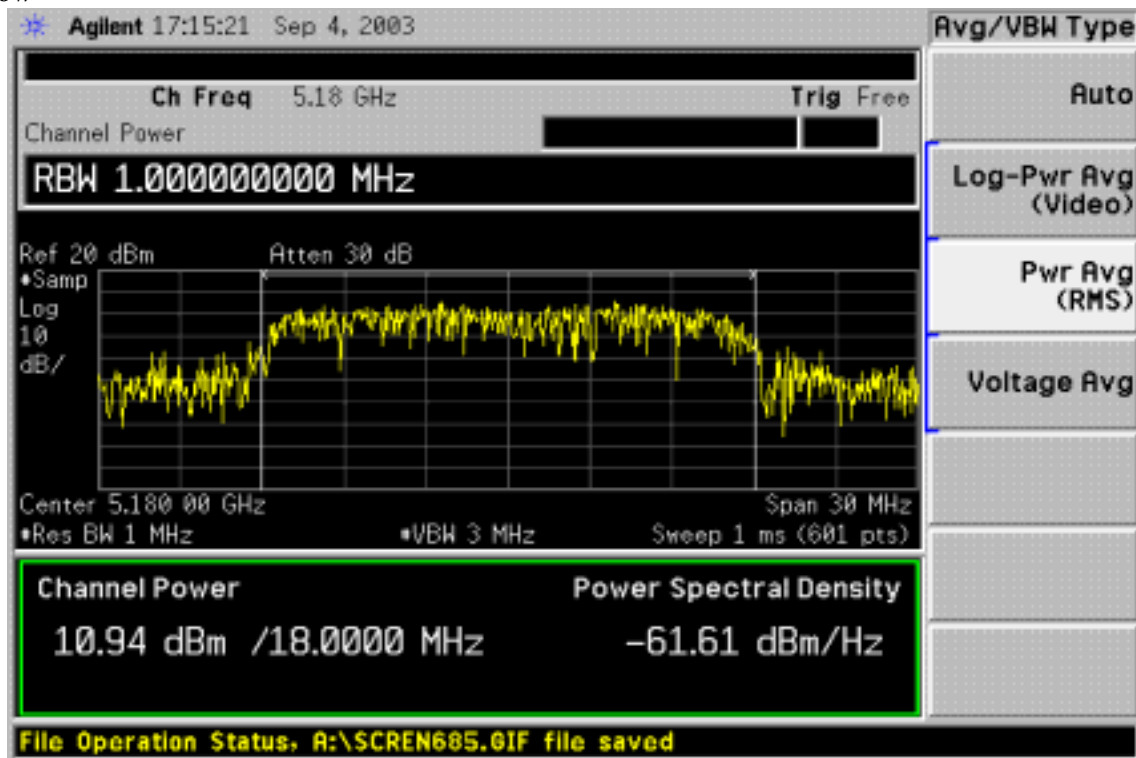 Agilent 17:15:21 Sep 4, 2003
Avg/VBW Type
Ch Freq 5.18 GHz Trig Free
Channel Power
RBW 1.000000000 MHz
Ref 20 dBm Atten 30 dB
Samp
Log
10
dB/
Center 5.180 00 GHz Span 30 MHz
Res BW 1 MHz VBW 3 MHz Sweep 1 ms (601 pts)
Channel Power Power Spectral Density
10.94 dBm /18.0000 MHz -61.61 dBm/Hz
File Operation Status, A:\SCREN685.GIF file saved
Auto
Log-Pwr Avg
(Video)
Pwr Avg
(RMS)
Voltage Avg